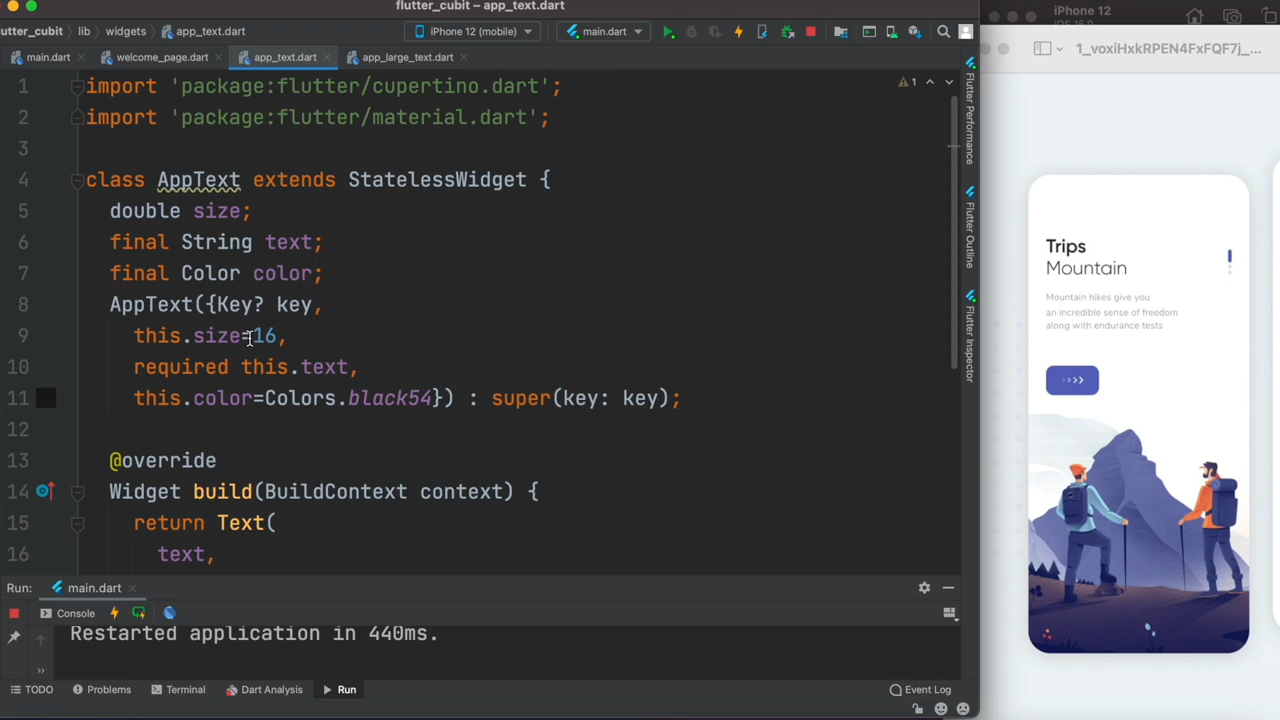 flutter_cubit – app_text.dart
iPhone 12
utter_cubit
lib
widgets
app_text.dart
iPhone 12 (mobile)
main.dart
1_voxiHxkRPEN4FxFQF7j_...
main.dart
welcome_page.dart
app_text.dart
app_large_text.dart
1 import 'package:flutter/cupertino.dart';
2 import 'package:flutter/material.dart';
3
4 class AppText extends StatelessWidget {
5 double size;
6 final String text;
7 final Color color;
8 AppText({Key? key,
9 this.size=16,
10 required this.text,
11 this.color=Colors.black54}) : super(key: key);
12
13 @override
14 Widget build(BuildContext context) {
15 return Text(
16 text,
1
Flutter Performance
Flutter Outline
Flutter Inspector
Trips
Mountain
Mountain hikes give you
an incredible sense of freedom
along with endurance tests
Run:
main.dart
Console
Restarted application in 440ms.
TODO
Problems
Terminal
Dart Analysis
Run
Event Log